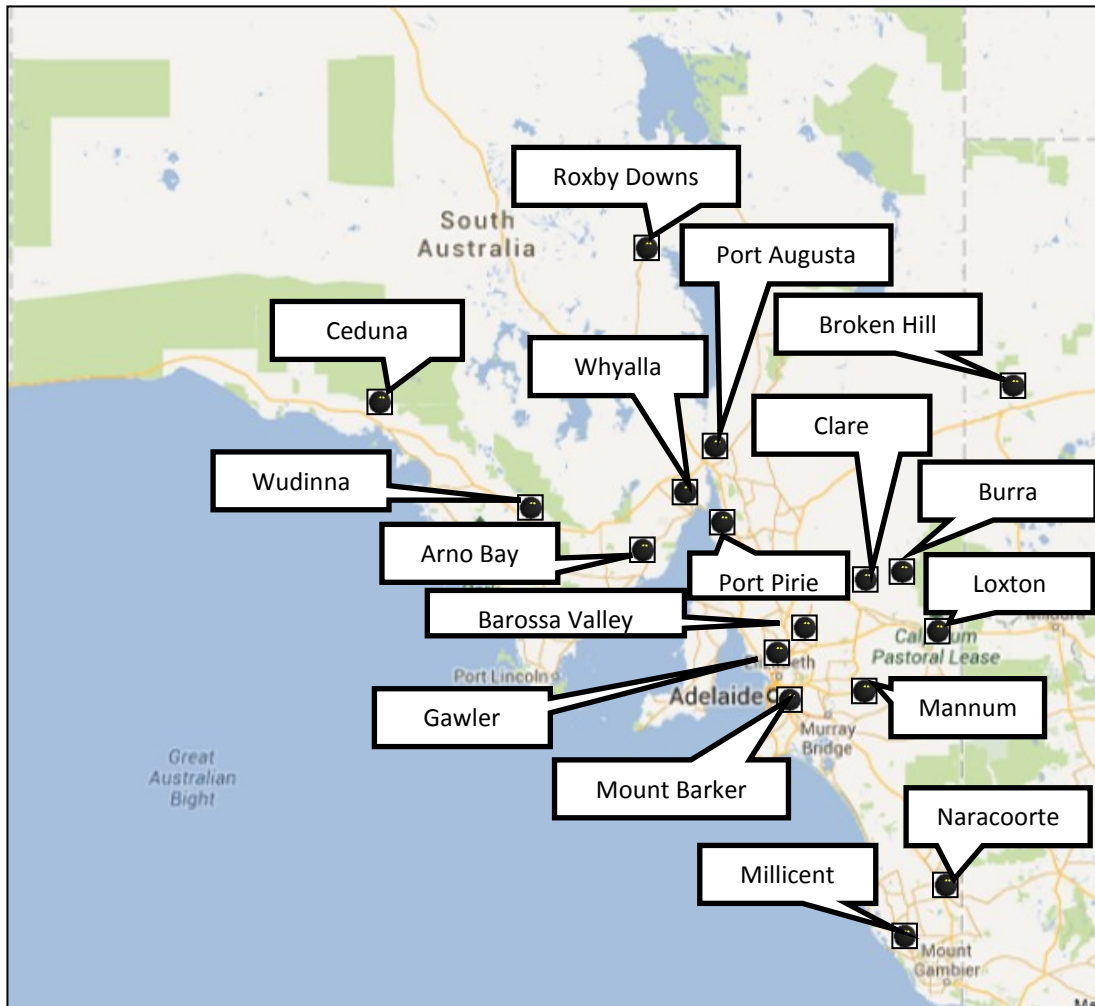 Roxby Downs
South
Australia
Port Augusta
Ceduna
Broken Hill
Whyalla
Clare
Wudinna
Burra
Arno Bay
Port Pirie
Loxton
Barossa Valley
Pastoral Lease
Port Lincoln
Adelaide
Gawler
Mannum
Murray
Bridge
Great
Australian
Bight
Mount Barker
Naracoorte
Millicent
Mount
Gambier